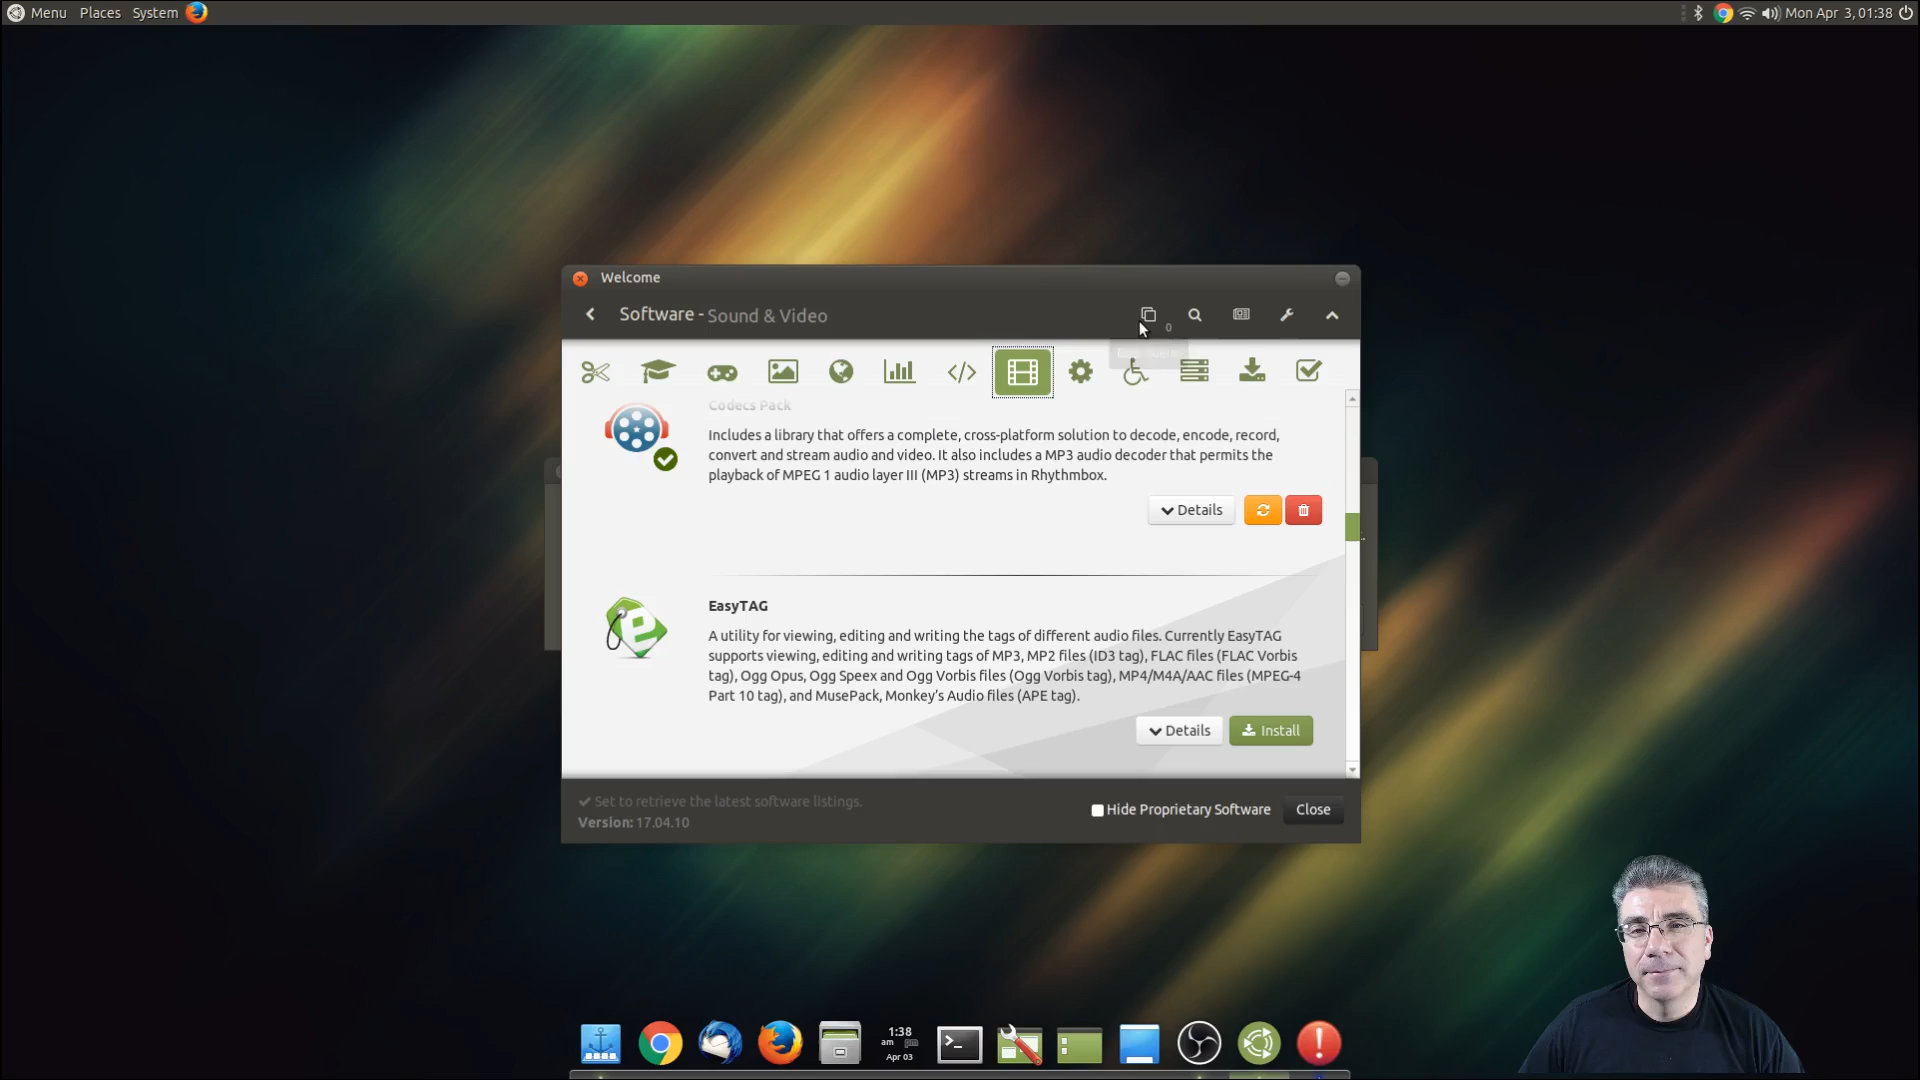 Menu Places System
Mon Apr 3, 01:38
Welcome
Software - Sound & Video
0
Codecs Pack
Includes a library that offers a complete, cross-platform solution to decode, encode, record,
convert and stream audio and video. It also includes a MP3 audio decoder that permits the
playback of MPEG 1 audio layer III (MP3) streams in Rhythmbox.
Details
EasyTAG
A utility for viewing, editing and writing the tags of different audio files. Currently EasyTAG
supports viewing, editing and writing tags of MP3, MP2 files (ID3 tag), FLAC files (FLAC Vorbis
tag), Ogg Opus, Ogg Speex and Ogg Vorbis files (Ogg Vorbis tag), MP4/M4A/AAC files (MPEG-4
Part 10 tag), and MusePack, Monkey's Audio files (APE tag).
Details Install
Set to retrieve the latest software listings.
Version: 17.04.10
Hide Proprietary Software
Close
1:38
am
Apr 03